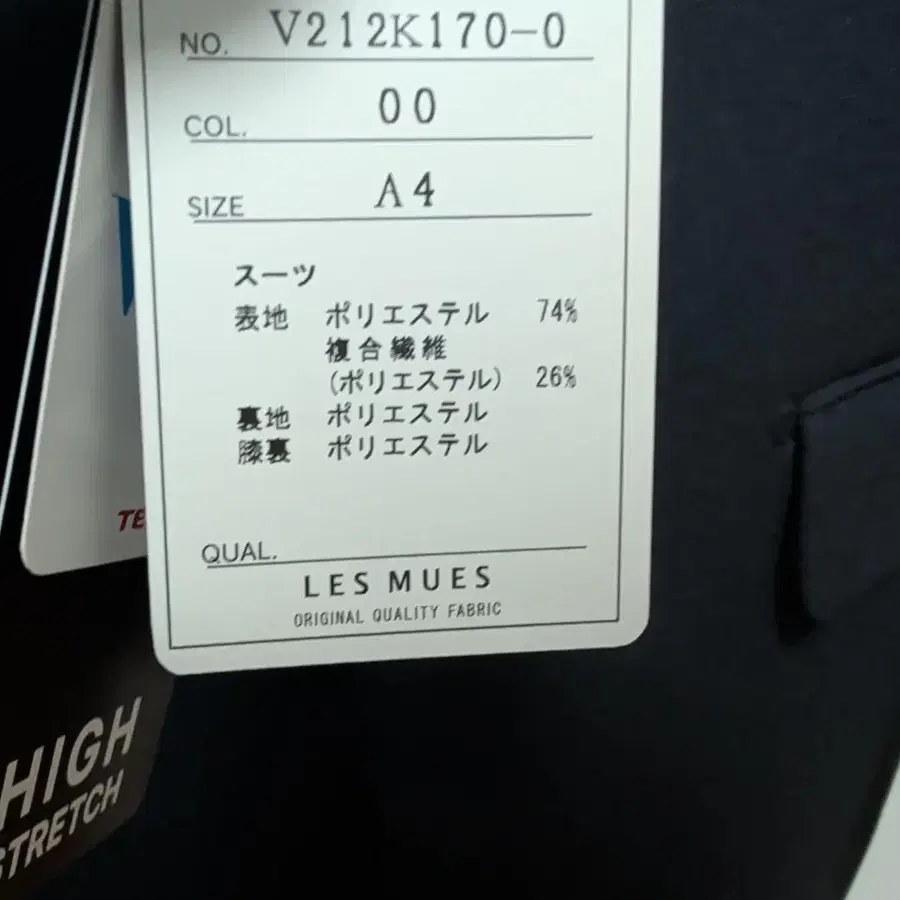 NO. V212K170-0
COL. 00
SIZE A4
スーツ
表地 ポリエステル 74%
複合繊維
(ポリエステル) 26%
裏地 ポリエステル
膝裏 ポリエステル
QUAL.
LES MUES
ORIGINAL QUALITY FABRIC
HIGH
STRETCH